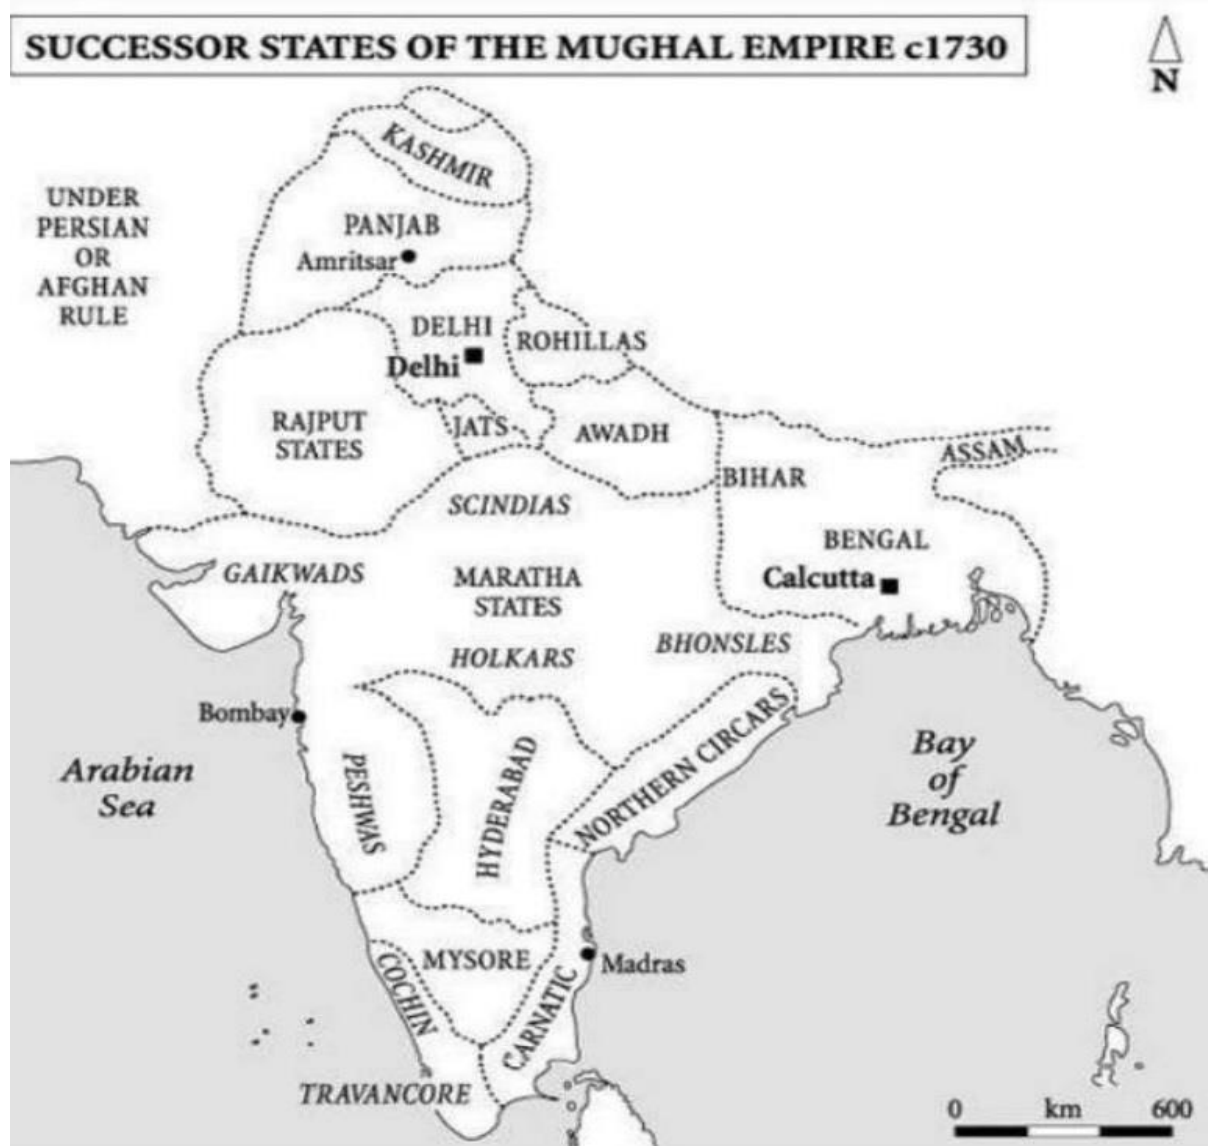 SUCCESSOR STATES OF THE MUGHAL EMPIRE c1730
N
KASHMIR
UNDER
PERSIAN
OR
AFGHAN
RULE
PANJAB
Amritsar
DELHI
Delhi
ROHILLAS
RAJPUT
STATES
JATS
AWADH
ASSAM
BIHAR
SCINDIAS
BENGAL
Calcutta
GAIKWADS
MARATHA
STATES
BHONSLES
HOLKARS
Bombay
NORTHERN CIRCARS
Arabian
Sea
PESHWAS
HYDERABAD
Bay
of
Bengal
MYSORE
Madras
COCHIN
CARNATIC
TRAVANCORE
0 km 600